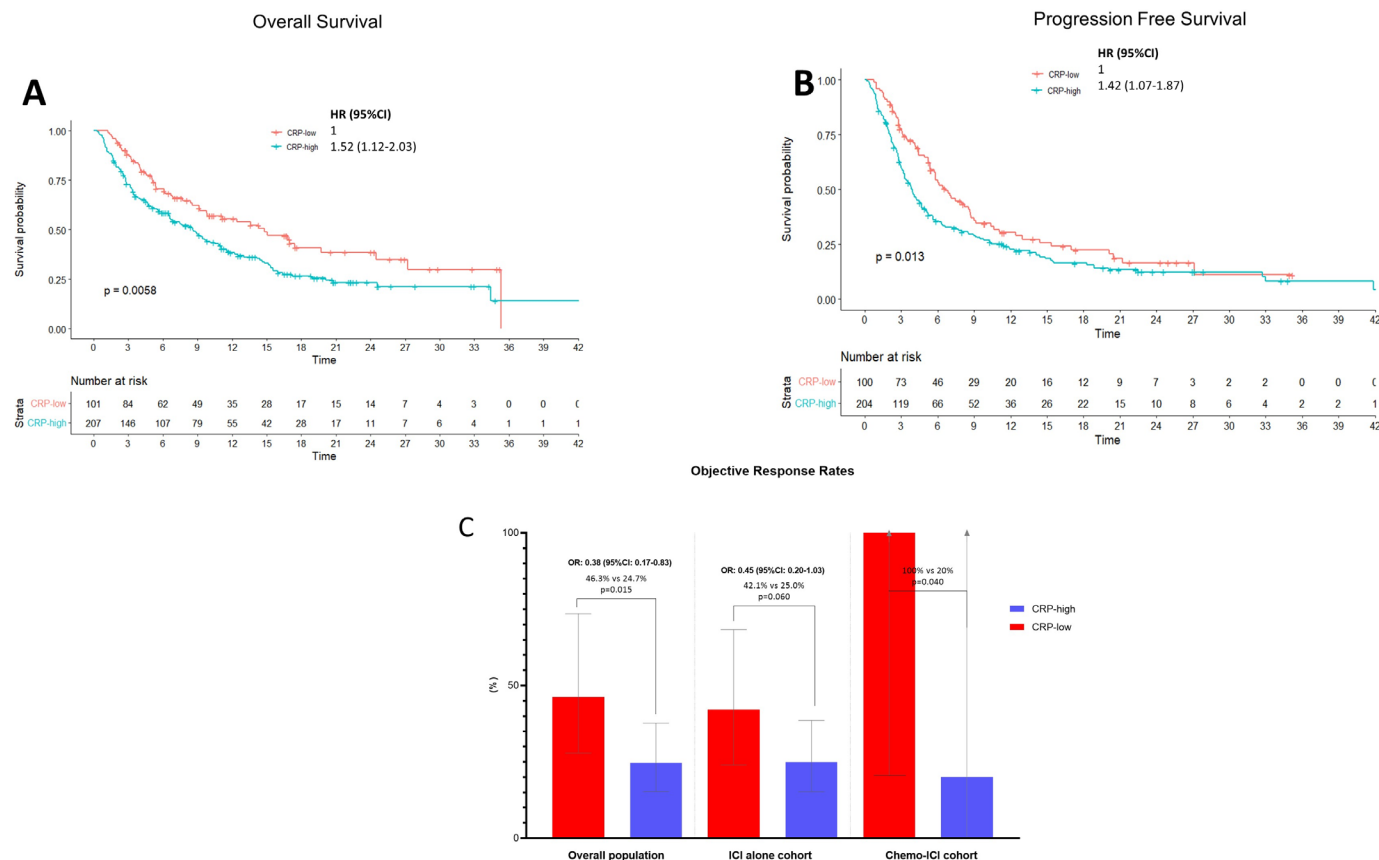 Overall Survival
Progression Free Survival
A
HR (95%CI)
CRP-low 1
CRP-high 1.52 (1.12-2.03)
Survival probability
1.00
0.75
0.50
0.25
0.00
p = 0.0058
0 3 6 9 12 15 18 21 24 27 30 33 36 39 42
Time
Number at risk
Strata
CRP-low 101 84 62 49 35 28 17 15 14 7 4 3 0 0
CRP-high 207 146 107 79 55 42 28 17 11 7 6 4 1 1 1
0 3 6 9 12 15 18 21 24 27 30 33 36 39 42
Time
B
HR (95%CI)
CRP-low 1
CRP-high 1.42 (1.07-1.87)
Survival probability
1.00
0.75
0.50
0.25
0.00
p = 0.013
0 3 6 9 12 15 18 21 24 27 30 33 36 39 42
Time
Number at risk
Strata
CRP-low 100 73 46 29 20 16 12 9 7 3 2 2 0 0
CRP-high 204 119 66 52 36 26 22 15 10 8 6 4 2 2 1
0 3 6 9 12 15 18 21 24 27 30 33 36 39 42
Time
Objective Response Rates
C
100
50
0
(%)
OR: 0.38 (95%CI: 0.17-0.83)
46.3% vs 24.7%
p=0.015
OR: 0.45 (95%CI: 0.20-1.03)
42.1% vs 25.0%
p=0.060
100% vs 20%
p=0.040
CRP-high
CRP-low
Overall population
ICI alone cohort
Chemo-ICI cohort